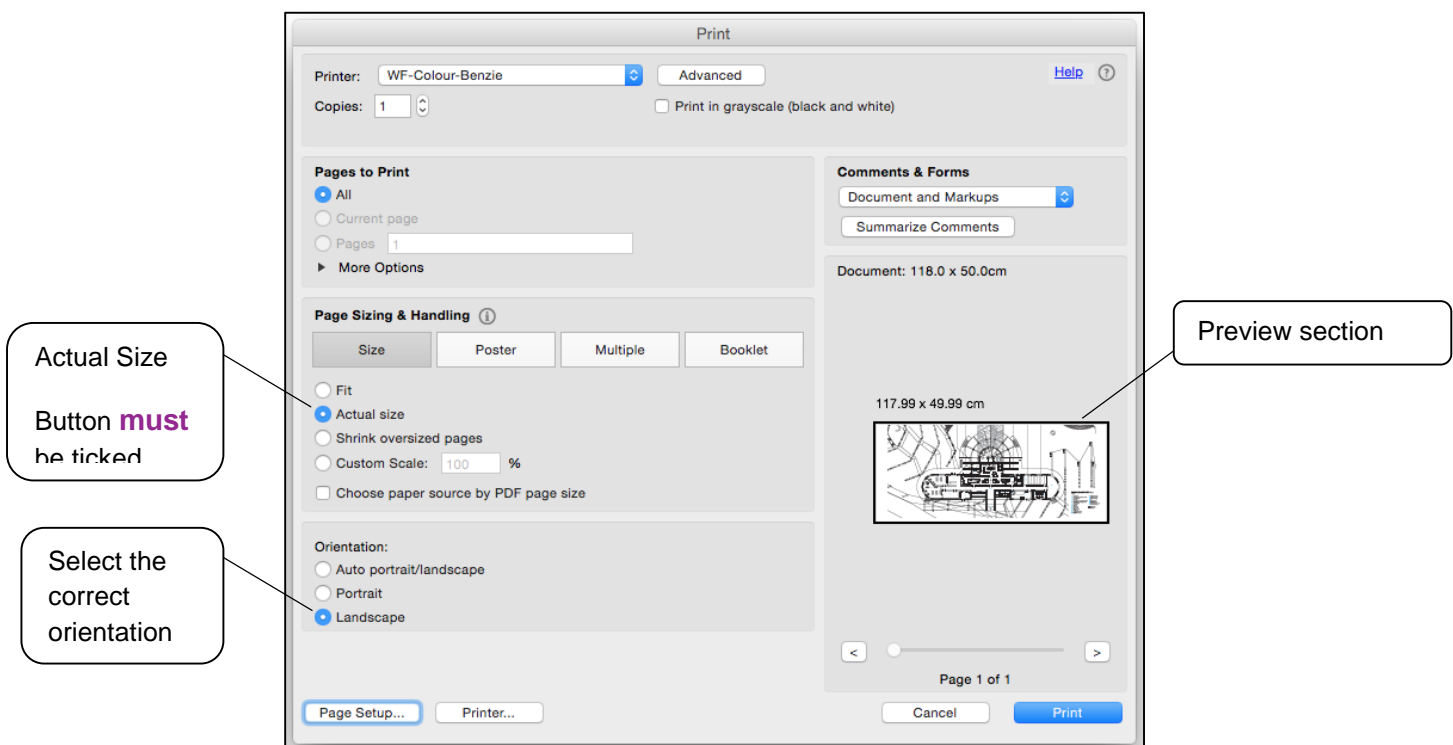 Print
Printer: WF-Colour-Benzie Advanced Help ?
Copies: 1 Print in grayscale (black and white)
Pages to Print
All
Current page
Pages 1
More Options
Comments & Forms
Document and Markups
Summarize Comments
Document: 118.0 x 50.0cm
Page Sizing & Handling i
Size Poster Multiple Booklet
Fit
Actual size
Shrink oversized pages
Custom Scale: 100 %
Choose paper source by PDF page size
117.99 x 49.99 cm
Orientation:
Auto portrait/landscape
Portrait
Landscape
< >
Page 1 of 1
Page Setup... Printer... Cancel Print
Actual Size
Button must
be ticked
Select the
correct
orientation
Preview section